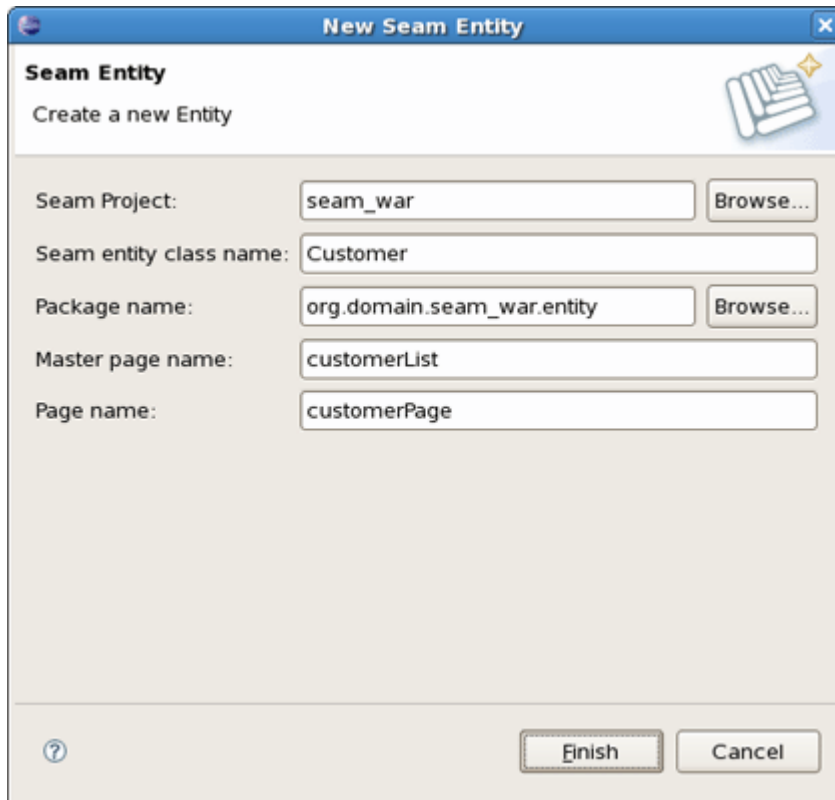 New Seam Entity
Seam Entity
Create a new Entity
Seam Project: seam_war Browse...
Seam entity class name: Customer
Package name: org.domain.seam_war.entity Browse...
Master page name: customerList
Page name: customerPage
? Finish Cancel